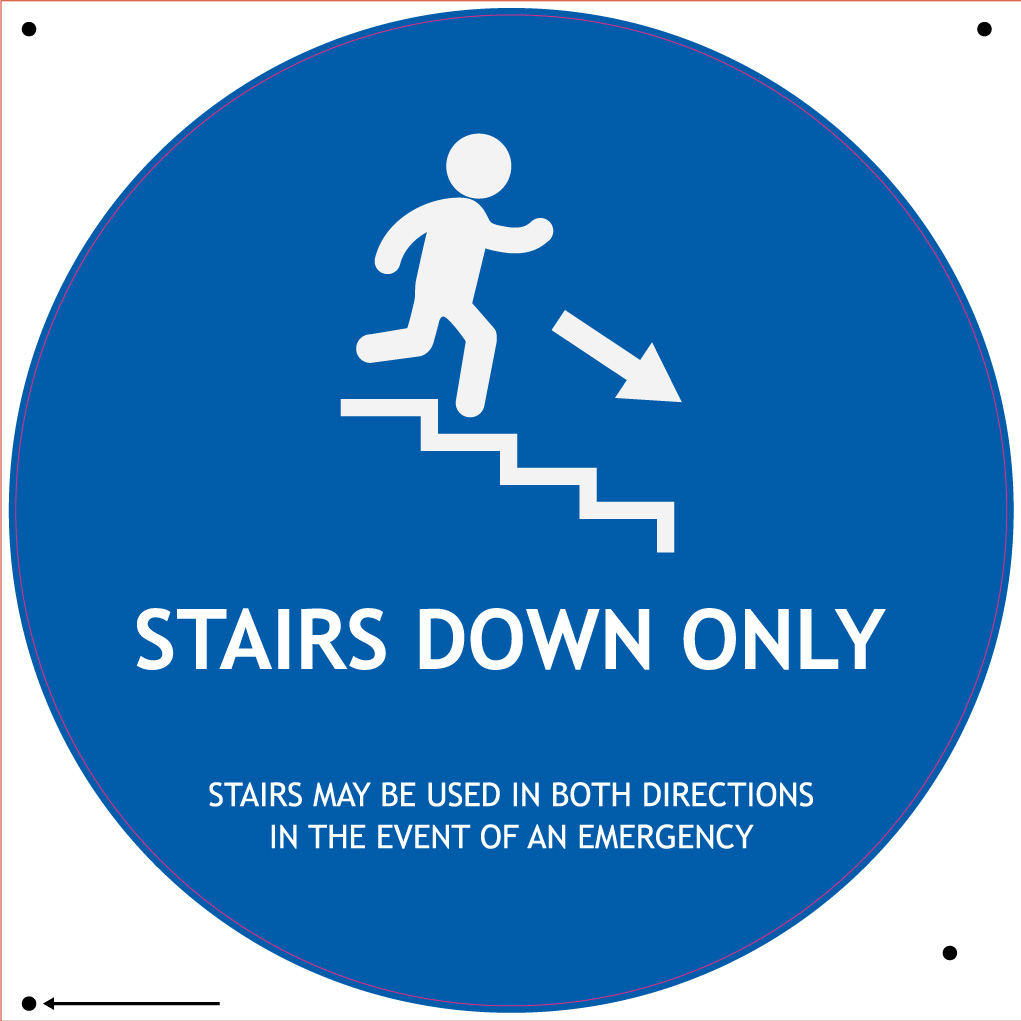 STAIRS DOWN ONLY
STAIRS MAY BE USED IN BOTH DIRECTIONS
IN THE EVENT OF AN EMERGENCY